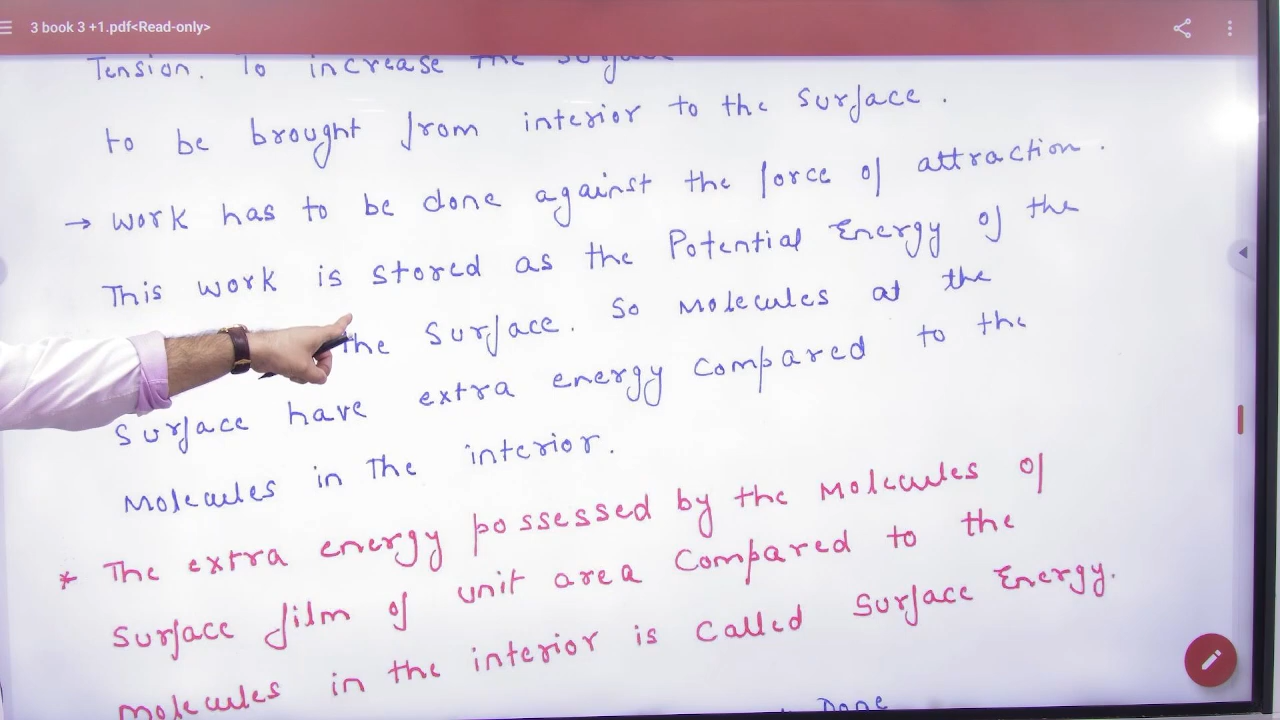 3 book 3 +1.pdf<Read-only>
Tension. To increase the surface
to be brought from interior to the surface.
→ Work has to be done against the force of attraction.
This work is stored as the Potential Energy of the
the surface. So Molecules at the
surface have extra energy compared to the
Molecules in The interior.
* The extra energy possessed by the Molecules of
surface film of unit area compared to the
Molecules in the interior is called Surface Energy.
Done